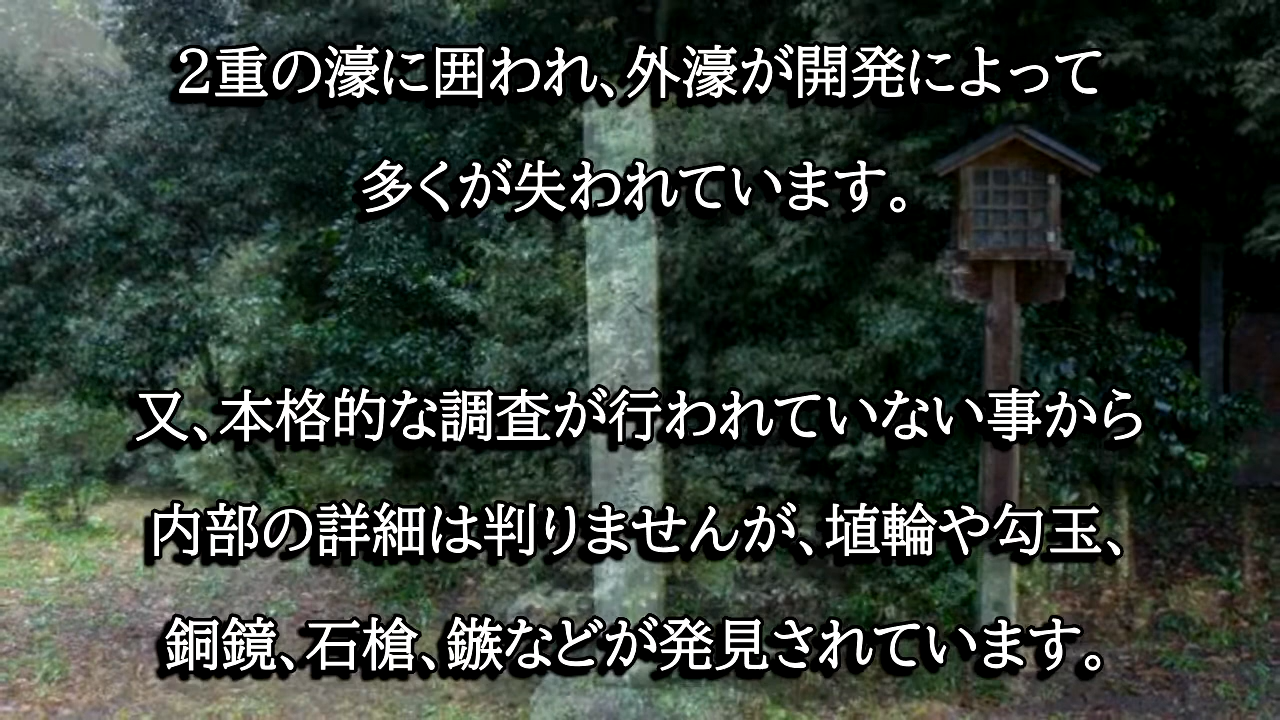 ２重の濠に囲われ、外濠が開発によって
多くが失われています。
又、本格的な調査が行われていない事から
内部の詳細は判りませんが、埴輪や勾玉、
銅鏡、石槍、鏃などが発見されています。